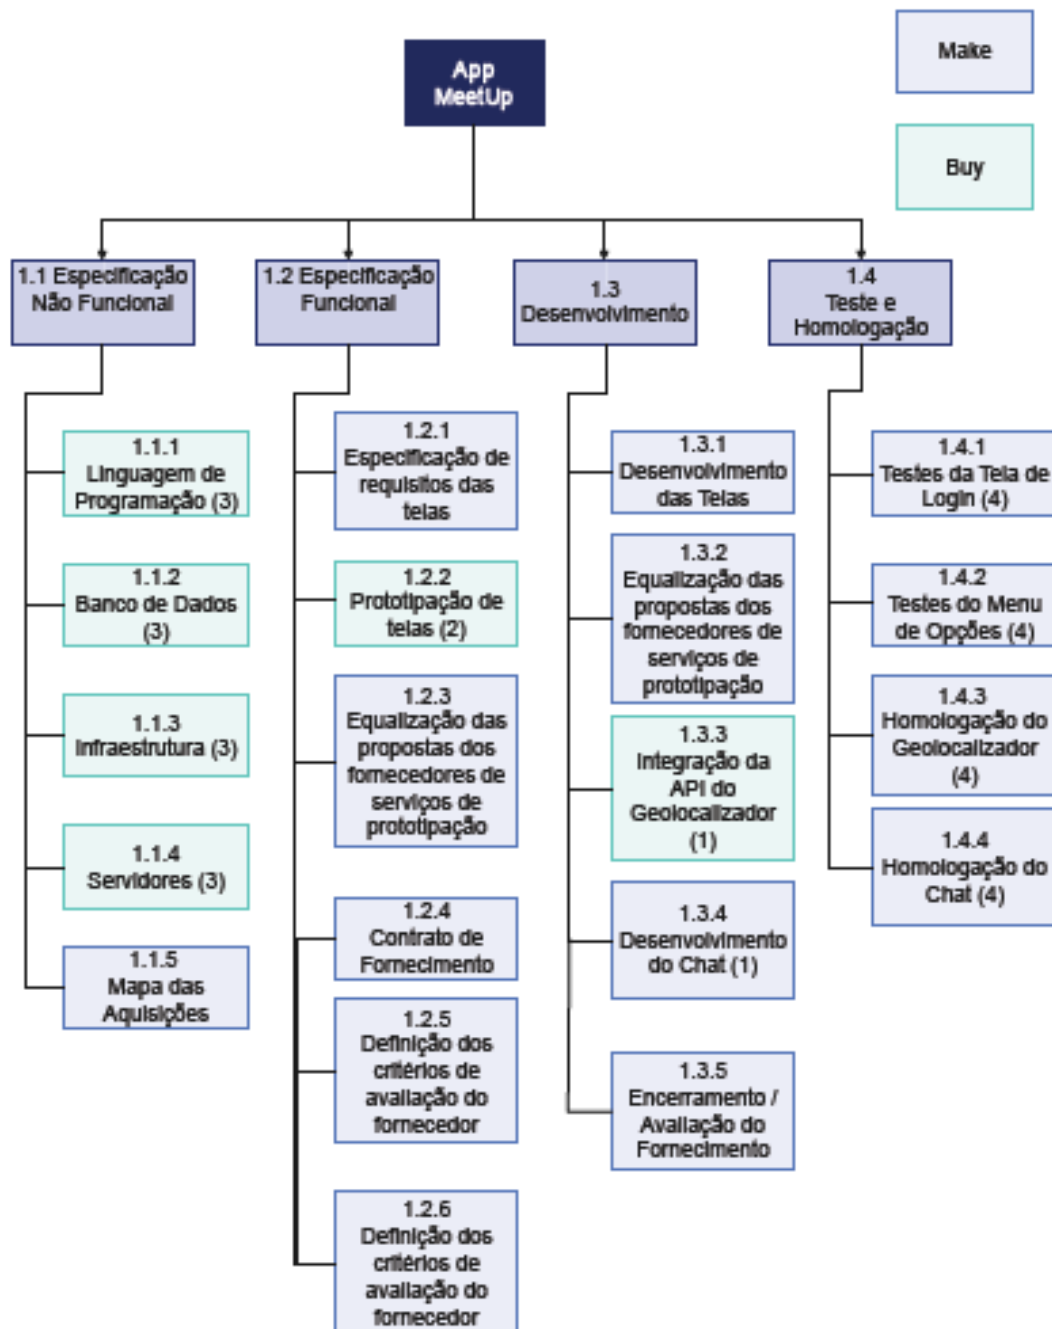 App
MeetUp
Make
Buy
1.1 Especificação
Não Funcional
1.1.1
Linguagem de
Programação (3)
1.1.2
Banco de Dados
(3)
1.1.3
Infraestrutura (3)
1.1.4
Servidores (3)
1.1.5
Mapa das
Aquisições
1.2 Especificação
Funcional
1.2.1
Especificação de
requisitos das
telas
1.2.2
Prototipação de
telas (2)
1.2.3
Equalização das
propostas dos
fornecedores de
serviços de
prototipação
1.2.4
Contrato de
Fornecimento
1.2.5
Definição dos
critérios de
avaliação do
fornecedor
1.2.6
Definição dos
critérios de
avaliação do
fornecedor
1.3
Desenvolvimento
1.3.1
Desenvolvimento
das Telas
1.3.2
Equalização das
propostas dos
fornecedores de
serviços de
prototipação
1.3.3
Integração da
API do
Geolocalizador
(1)
1.3.4
Desenvolvimento
do Chat (1)
1.3.5
Encerramento /
Avaliação do
Fornecimento
1.4
Teste e
Homologação
1.4.1
Testes da Tela de
Login (4)
1.4.2
Testes do Menu
de Opções (4)
1.4.3
Homologação do
Geolocalizador
(4)
1.4.4
Homologação do
Chat (4)